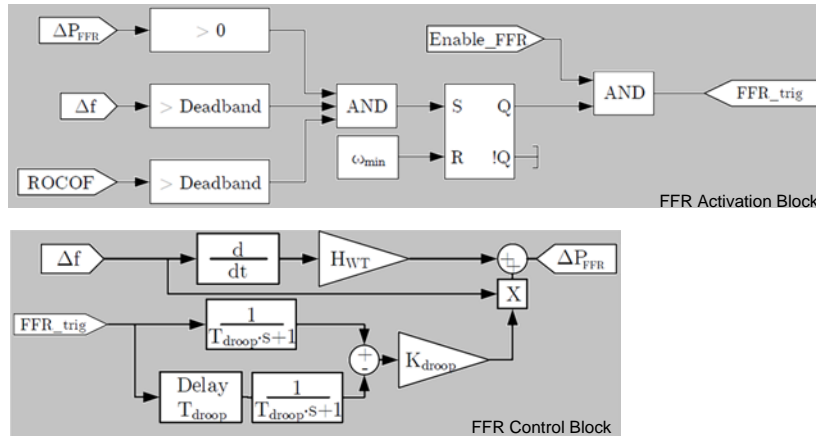 ΔP_FFR
> 0
Enable_FFR
Δf
> Deadband
AND
S Q
AND
FFR_trig
ω_min
R !Q
ROCOF
> Deadband
FFR Activation Block
Δf
d
dt
H_WT
+
+
ΔP_FFR
X
FFR_trig
1
T_droop·s+1
+
-
K_droop
Delay
T_droop
1
T_droop·s+1
FFR Control Block